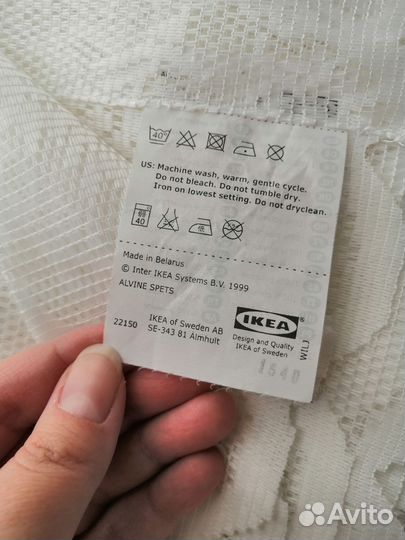 40°
US: Machine wash, warm, gentle cycle.
Do not bleach. Do not tumble dry.
Iron on lowest setting. Do not dryclean.
40
低
Made in Belarus
© Inter IKEA Systems B.V. 1999
ALVINE SPETS
22150
IKEA of Sweden AB
SE-343 81 Älmhult
IKEA
Design and Quality
IKEA of Sweden
1540
Avito